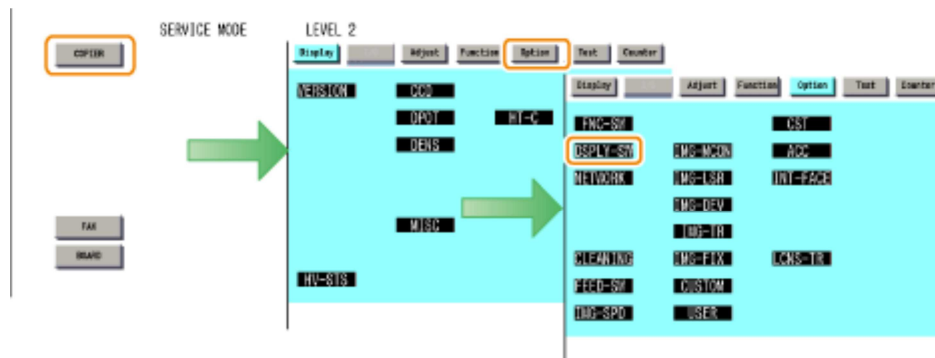 SERVICE MODE LEVEL 2
COPIER
FAX
BOARD
Display Adjust Function Option Test Counter
VERSION CCD
DPOT HT-C
DENS
MISC
HV-STS
Display Adjust Function Option Test Counter
FNC-SW CST
DSPLY-SW IMG-MCON ACC
NETWORK IMG-LSR INT-FACE
IMG-DEV
IMG-TR
CLEANING IMG-FIX LCNS-TR
FEED-SW CUSTOM
IMG-SPD USER